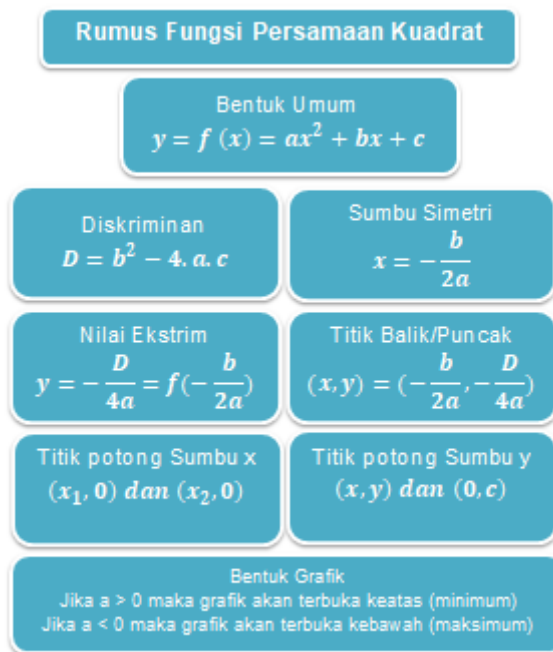 Rumus Fungsi Persamaan Kuadrat
Bentuk Umum
y = f (x) = ax² + bx + c
Diskriminan
D = b² − 4. a. c
Sumbu Simetri
x = − b/2a
Nilai Ekstrim
y = − D/4a = f(− b/2a)
Titik Balik/Puncak
(x, y) = (− b/2a, − D/4a)
Titik potong Sumbu x
(x₁, 0) dan (x₂, 0)
Titik potong Sumbu y
(x, y) dan (0, c)
Bentuk Grafik
Jika a > 0 maka grafik akan terbuka keatas (minimum)
Jika a < 0 maka grafik akan terbuka kebawah (maksimum)